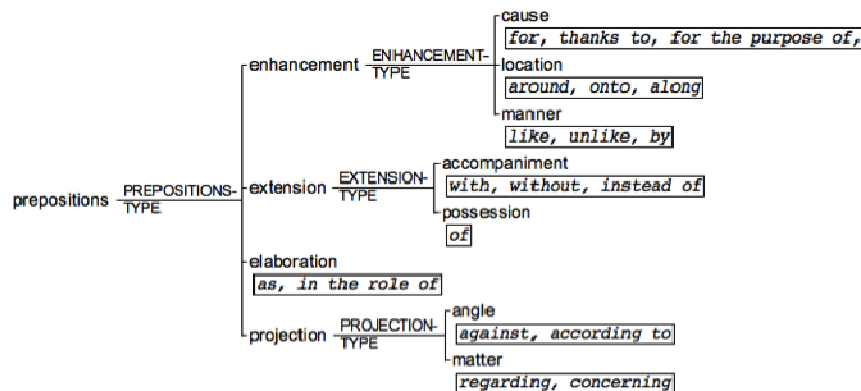 cause
for, thanks to, for the purpose of,
enhancement ENHANCEMENT-
TYPE
location
around, onto, along
manner
like, unlike, by
accompaniment
with, without, instead of
prepositions PREPOSITIONS-
TYPE
extension EXTENSION-
TYPE
possession
of
elaboration
as, in the role of
angle
against, according to
projection PROJECTION-
TYPE
matter
regarding, concerning